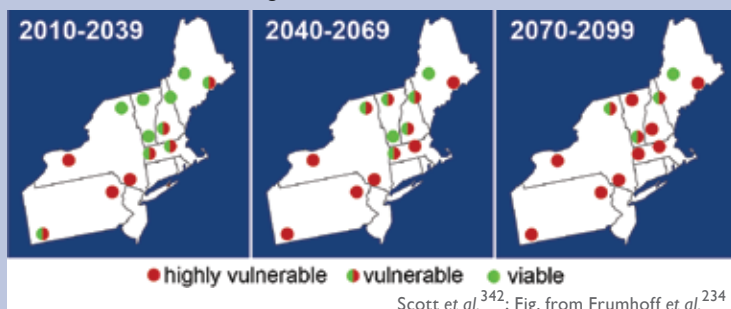 2010-2039
2040-2069
2070-2099
highly vulnerable vulnerable viable
Scott et al.342; Fig. from Frumhoff et al.234